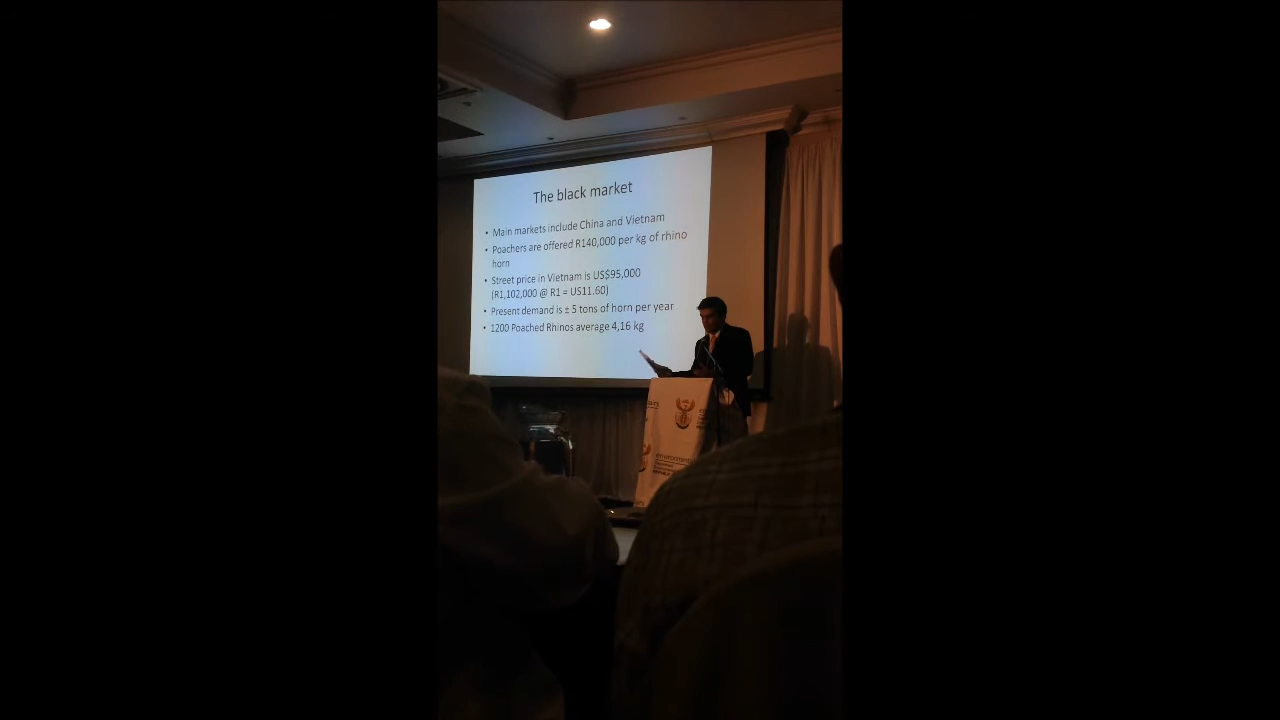 The black market
• Main markets include China and Vietnam
• Poachers are offered R140,000 per kg of rhino
horn
• Street price in Vietnam is US$95,000
(R1,102,000 @ R1 = US11.60)
• Present demand is ± 5 tons of horn per year
• 1200 Poached Rhinos average 4,16 kg